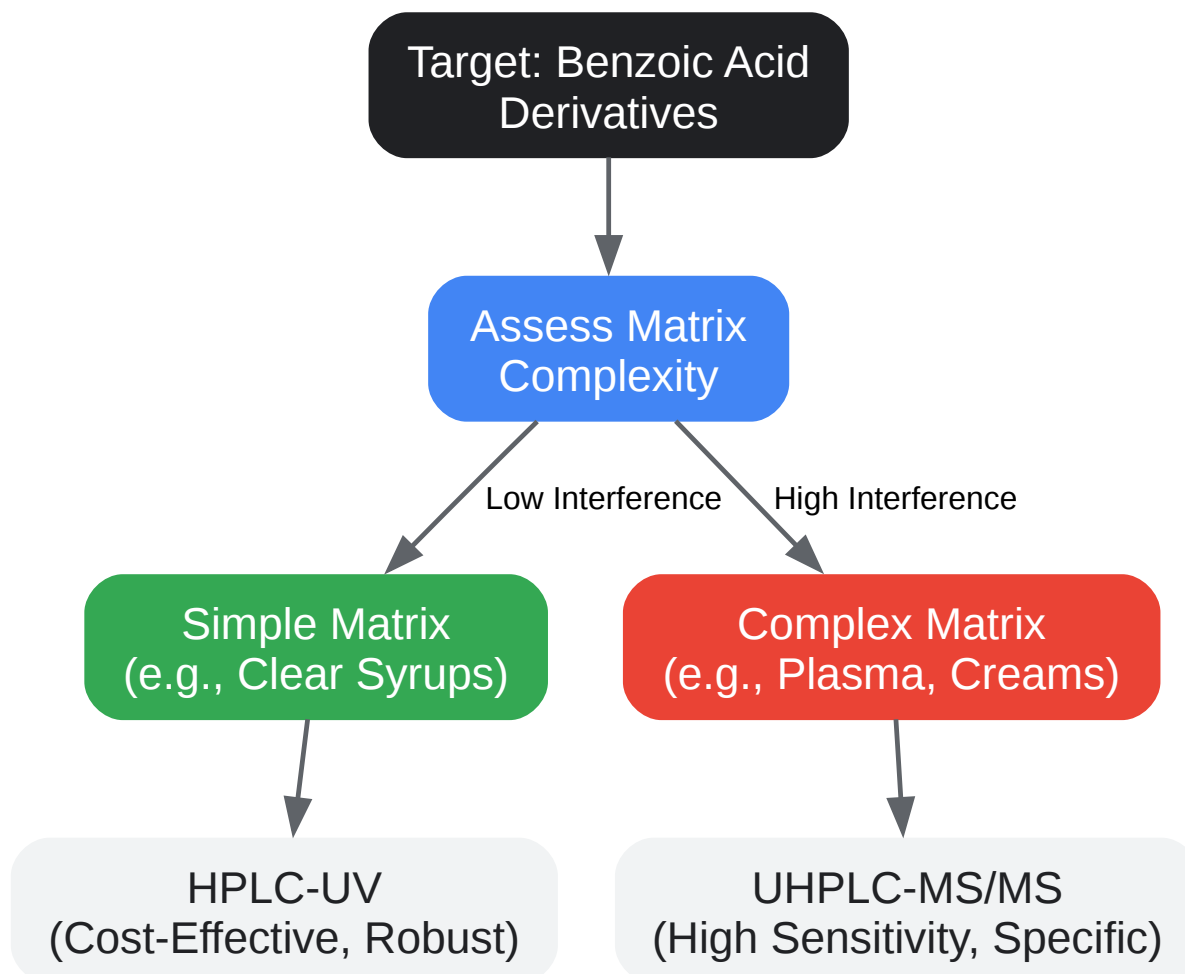 Target: Benzoic Acid
Derivatives
Assess Matrix
Complexity
Low Interference
High Interference
Simple Matrix
(e.g., Clear Syrups)
Complex Matrix
(e.g., Plasma, Creams)
HPLC-UV
(Cost-Effective, Robust)
UHPLC-MS/MS
(High Sensitivity, Specific)